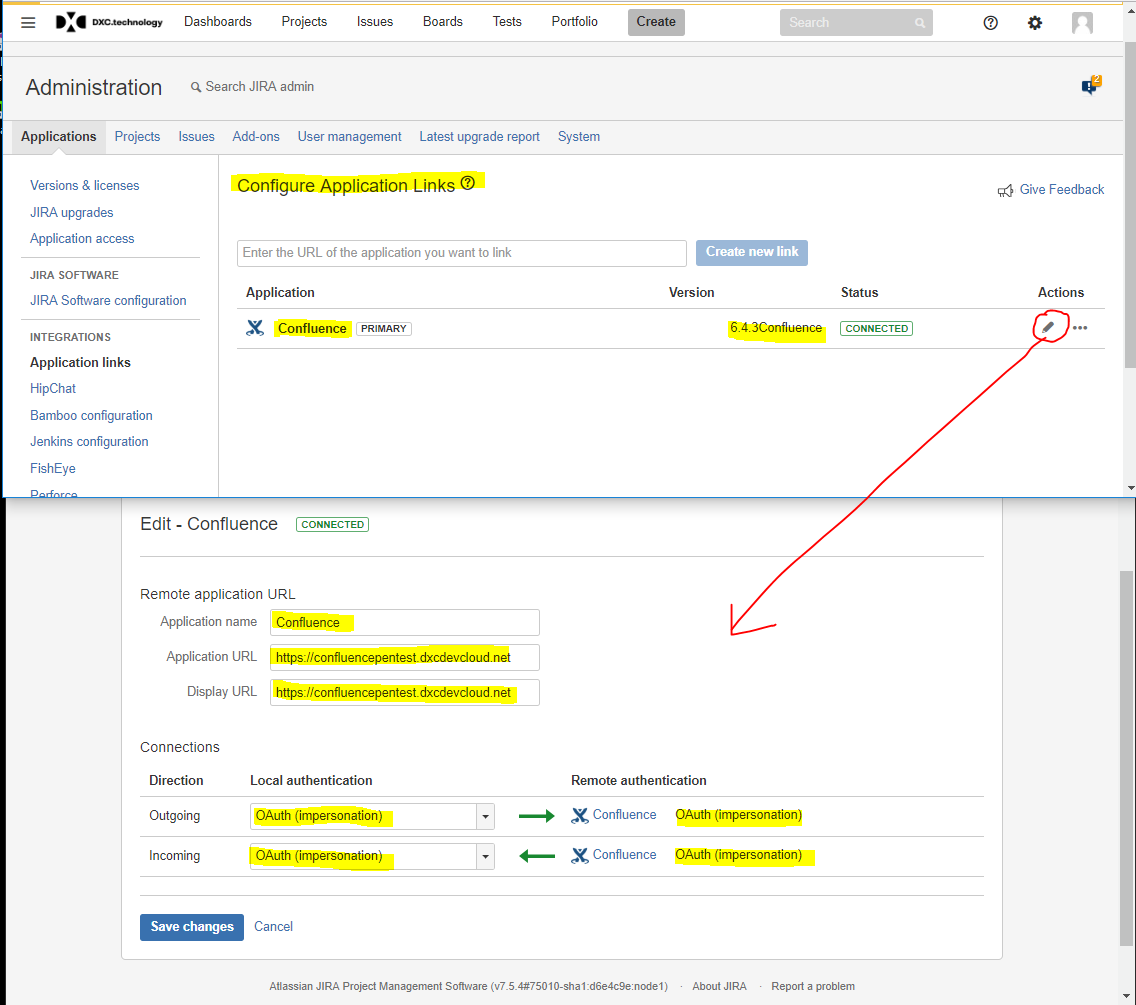 DXC.technology Dashboards Projects Issues Boards Tests Portfolio Create Search
Administration Search JIRA admin 2
Applications Projects Issues Add-ons User management Latest upgrade report System
Versions & licenses
JIRA upgrades
Application access
JIRA SOFTWARE
JIRA Software configuration
INTEGRATIONS
Application links
HipChat
Bamboo configuration
Jenkins configuration
FishEye
Perforce
Configure Application Links
Give Feedback
Enter the URL of the application you want to link Create new link
Application Version Status Actions
Confluence PRIMARY 6.4.3Confluence CONNECTED
Edit - Confluence CONNECTED
Remote application URL
Application name Confluence
Application URL https://confluencepentest.dxcdevcloud.net
Display URL https://confluencepentest.dxcdevcloud.net
Connections
Direction Local authentication Remote authentication
Outgoing OAuth (impersonation) Confluence OAuth (impersonation)
Incoming OAuth (impersonation) Confluence OAuth (impersonation)
Save changes Cancel
Atlassian JIRA Project Management Software (v7.5.4#75010-sha1:d6e4c9e:node1) · About JIRA · Report a problem